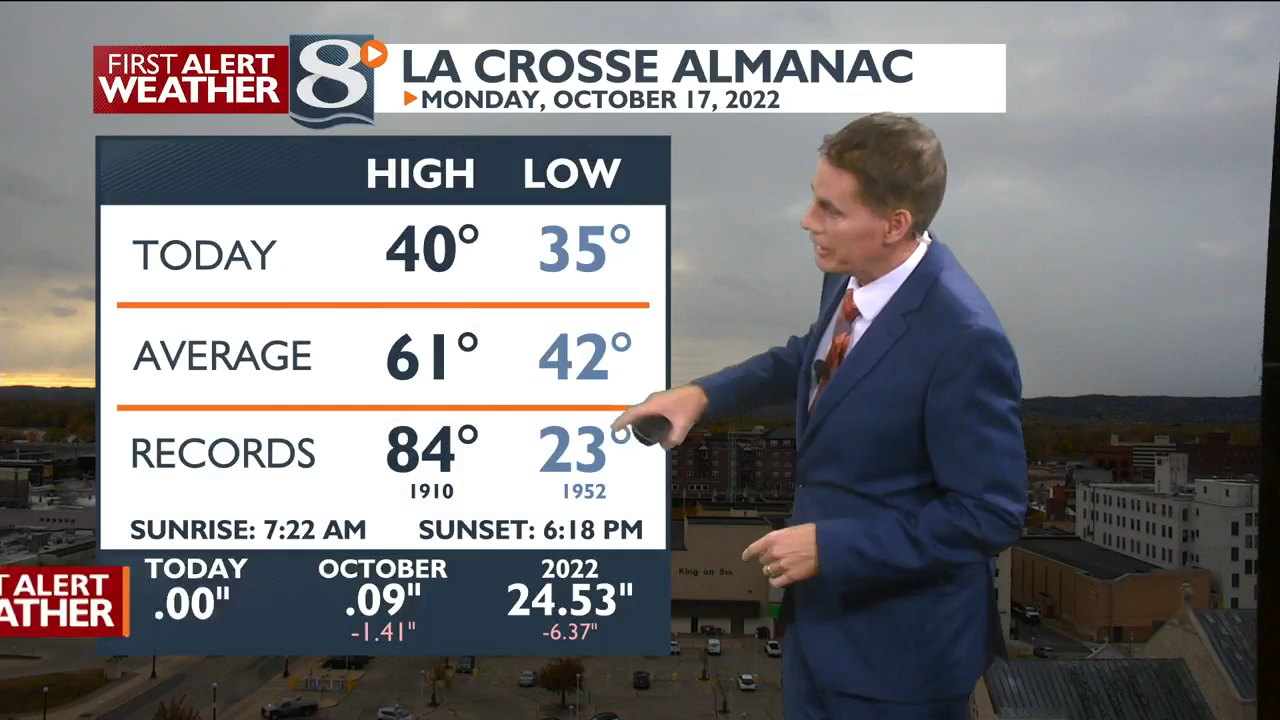 FIRST ALERT
WEATHER
8
LA CROSSE ALMANAC
MONDAY, OCTOBER 17, 2022
HIGH LOW
TODAY 40° 35°
AVERAGE 61° 42°
RECORDS 84° 23°
1910 1952
SUNRISE: 7:22 AM SUNSET: 6:18 PM
TODAY OCTOBER 2022
.00" .09" 24.53"
-1.41" -6.37"
T ALERT
EATHER
King on 5th